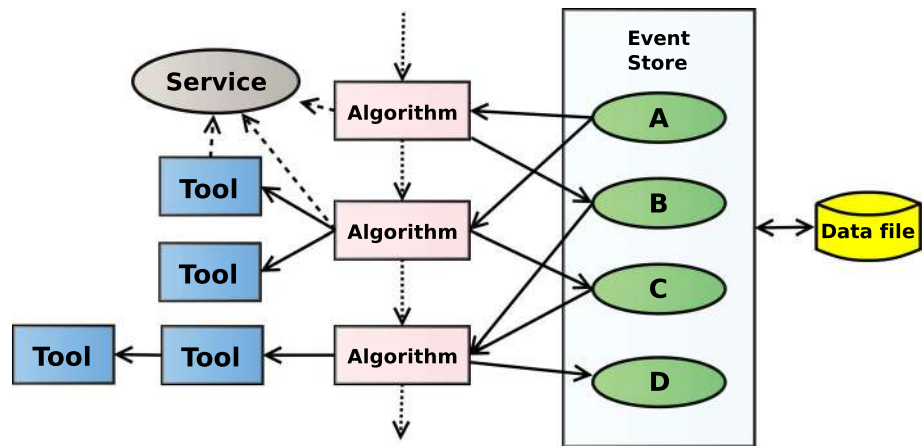 Event
Store
Service
Algorithm
A
Tool
B
Algorithm
Data file
Tool
C
Tool
Tool
Algorithm
D